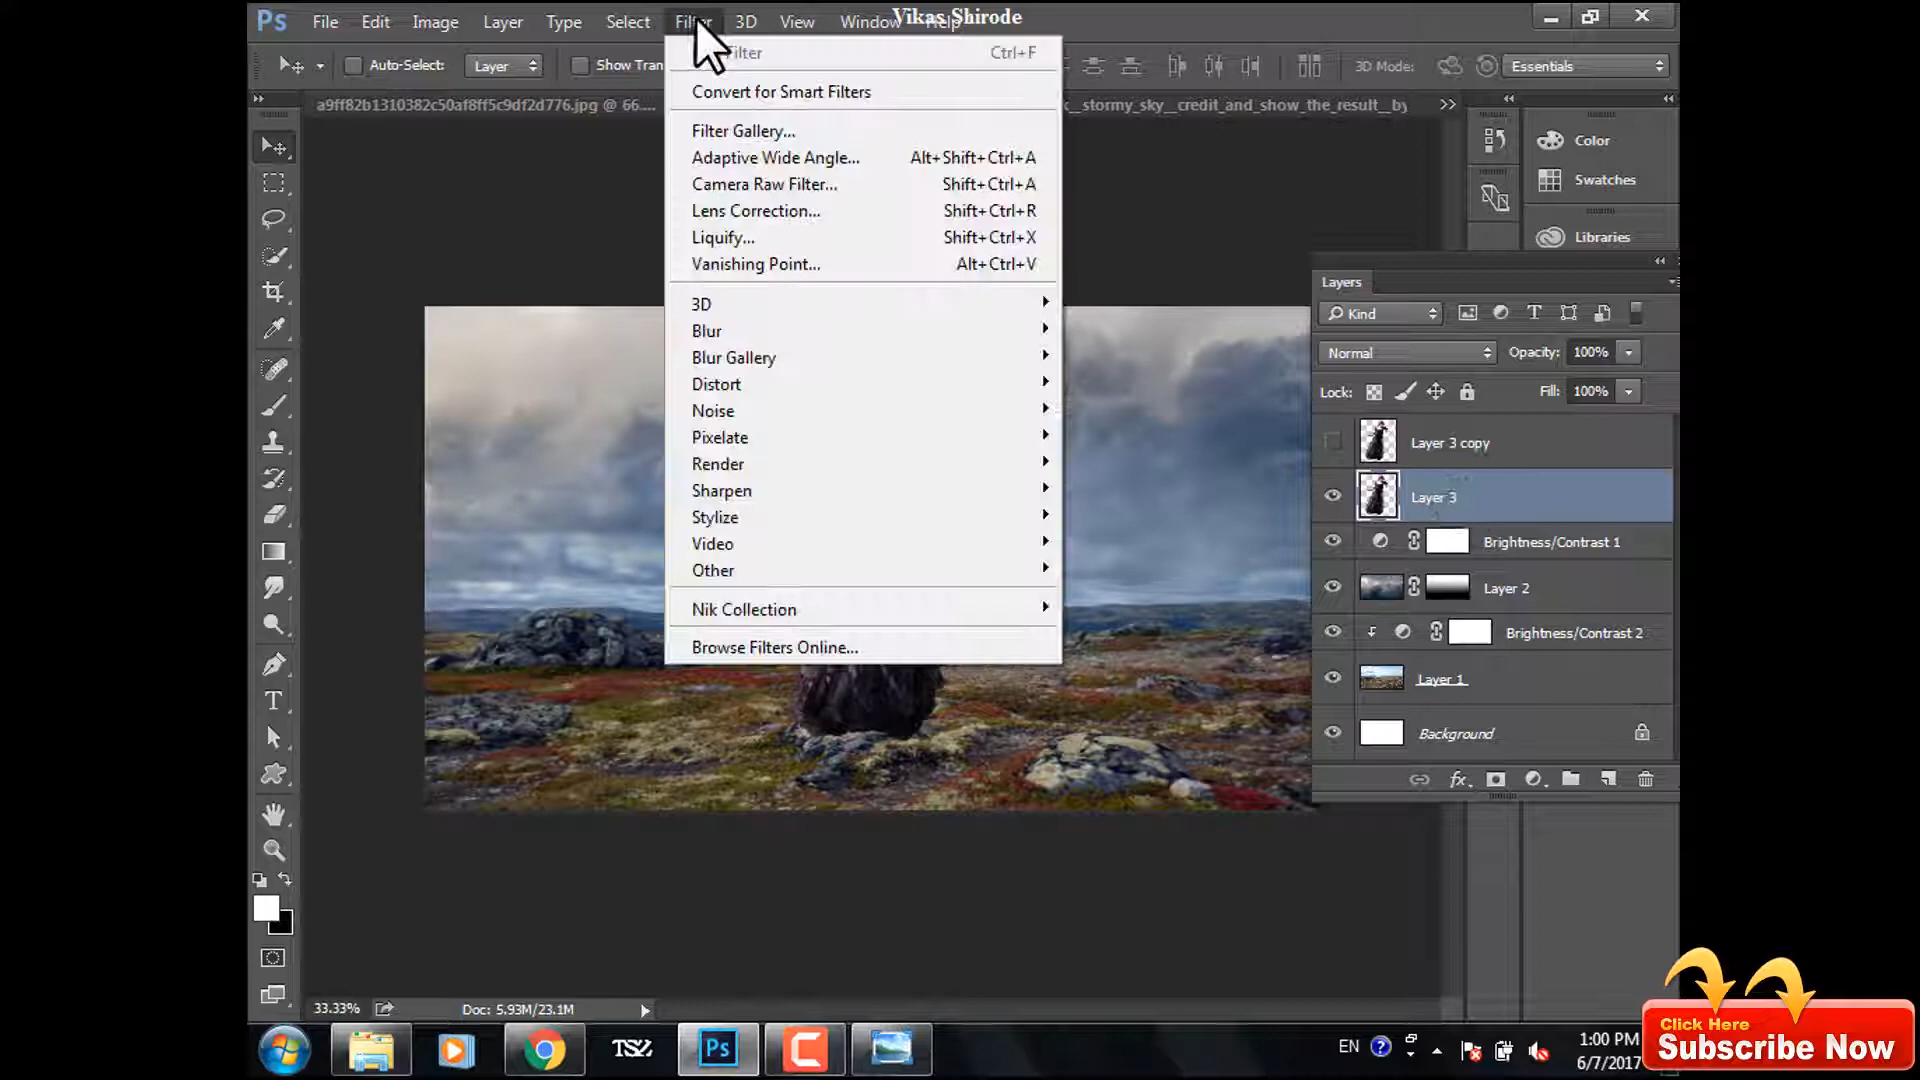 Ps File Edit Image Layer Type Select Filter 3D View Window Help
Vikas Shirode
Auto-Select: Layer Show Tran 3D Mode: Essentials
a9ff82b1310382c50af8ff5c9df2d776.jpg @ 66....
_stormy_sky__credit_and_show_the_result__by
Filter Ctrl+F
Convert for Smart Filters
Filter Gallery...
Adaptive Wide Angle... Alt+Shift+Ctrl+A
Camera Raw Filter... Shift+Ctrl+A
Lens Correction... Shift+Ctrl+R
Liquify... Shift+Ctrl+X
Vanishing Point... Alt+Ctrl+V
3D
Blur
Blur Gallery
Distort
Noise
Pixelate
Render
Sharpen
Stylize
Video
Other
Nik Collection
Browse Filters Online...
Color
Swatches
Libraries
Layers
Kind
Normal Opacity: 100%
Lock: Fill: 100%
Layer 3 copy
Layer 3
Brightness/Contrast 1
Layer 2
Brightness/Contrast 2
Layer 1
Background
33.33% Doc: 5.93M/23.1M
Ps
EN
1:00 PM
6/7/2017
Click Here
Subscribe Now